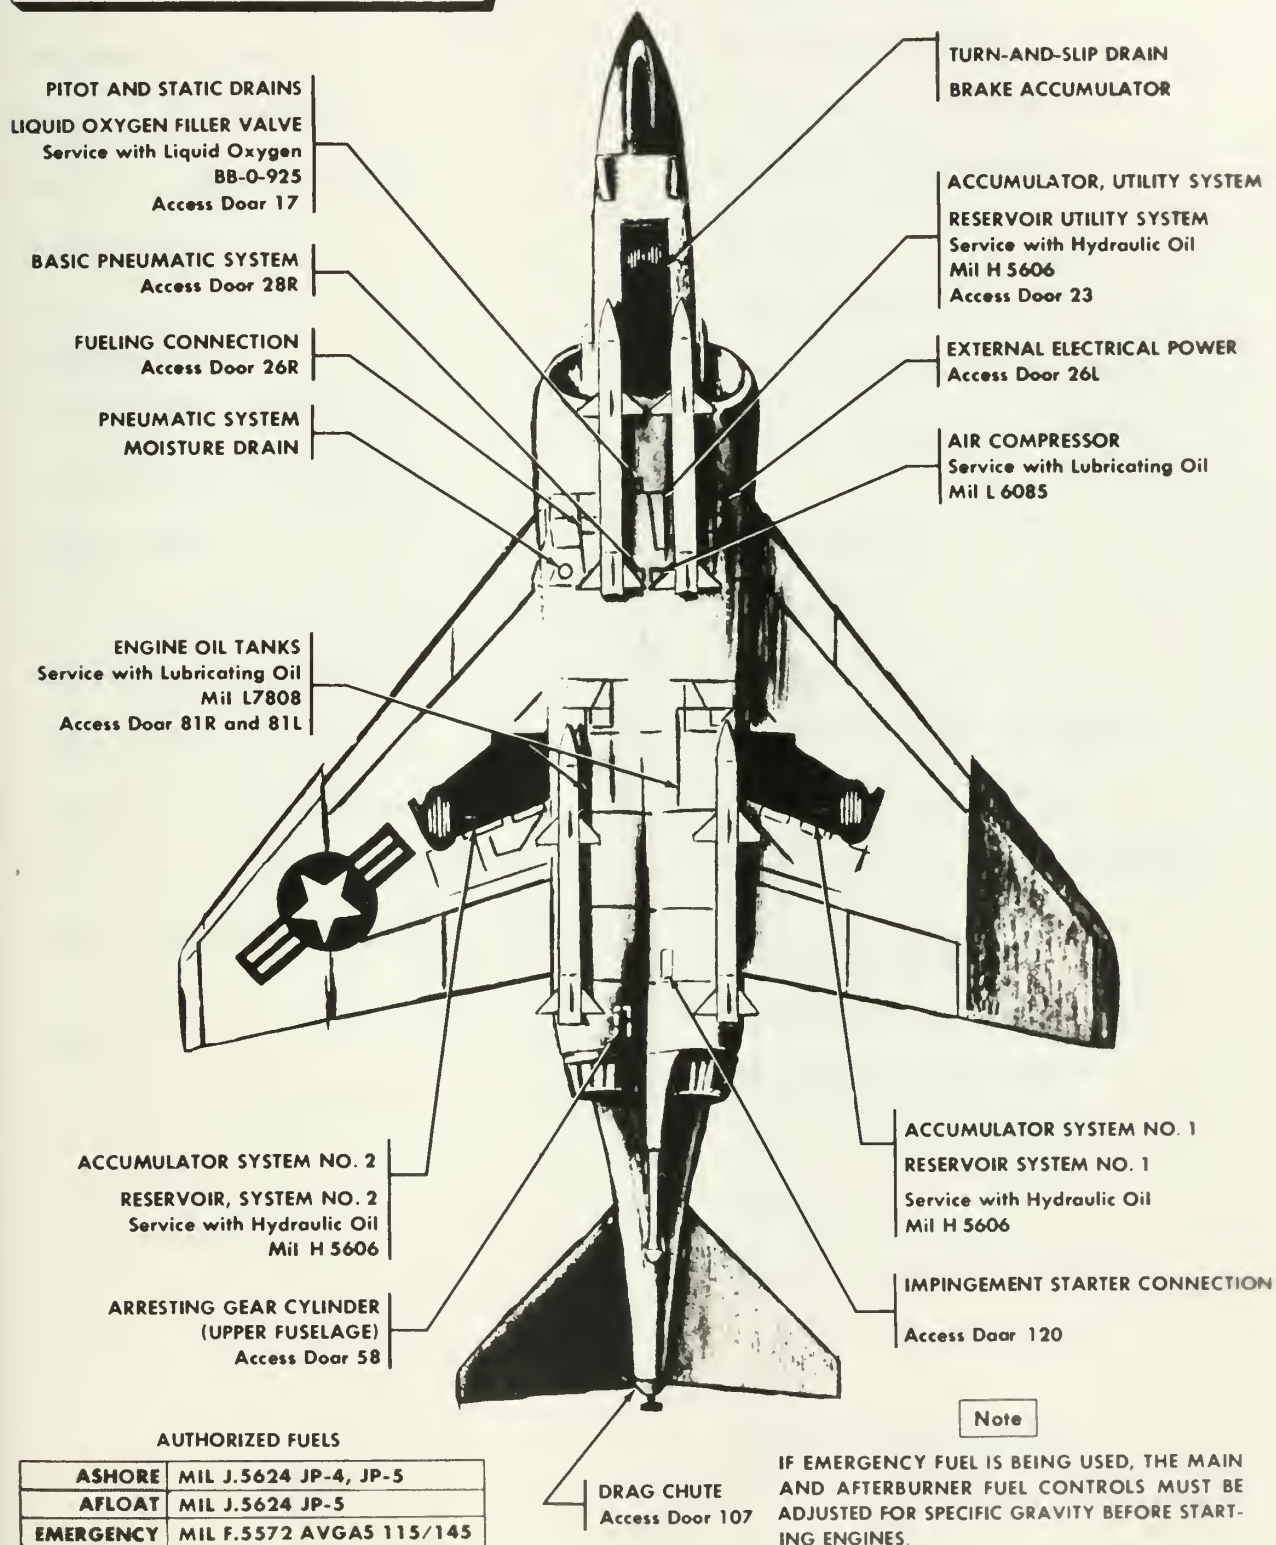 PITOT AND STATIC DRAINS
LIQUID OXYGEN FILLER VALVE
Service with Liquid Oxygen
BB-0-925
Access Doar 17
BASIC PNEUMATIC SYSTEM
Access Door 28R
FUELING CONNECTION
Access Door 26R
PNEUMATIC SYSTEM
MOISTURE DRAIN
ENGINE OIL TANKS
Service with Lubricating Oil
Mil L7808
Access Doar 81R and 81L
TURN-AND-SLIP DRAIN
BRAKE ACCUMULATOR
ACCUMULATOR, UTILITY SYSTEM
RESERVOIR UTILITY SYSTEM
Service with Hydraulic Oil
Mil H 5606
Access Door 23
EXTERNAL ELECTRICAL POWER
Access Door 26L
AIR COMPRESSOR
Service with Lubricating Oil
Mil L 6085
ACCUMULATOR SYSTEM NO. 2
RESERVOIR, SYSTEM NO. 2
Service with Hydraulic Oil
Mil H 5606
ARRESTING GEAR CYLINDER
(UPPER FUSELAGE)
Access Doar 58
ACCUMULATOR SYSTEM NO. 1
RESERVOIR SYSTEM NO. 1
Service with Hydraulic Oil
Mil H 5606
IMPINGEMENT STARTER CONNECTION
Access Daar 120
AUTHORIZED FUELS
ASHORE MIL J.5624 JP-4, JP-5
AFLOAT MIL J.5624 JP-5
EMERGENCY MIL F.5572 AVGAS 115/145
DRAG CHUTE
Access Door 107
Note
IF EMERGENCY FUEL IS BEING USED, THE MAIN
AND AFTERBURNER FUEL CONTROLS MUST BE
ADJUSTED FOR SPECIFIC GRAVITY BEFORE START-
ING ENGINES.